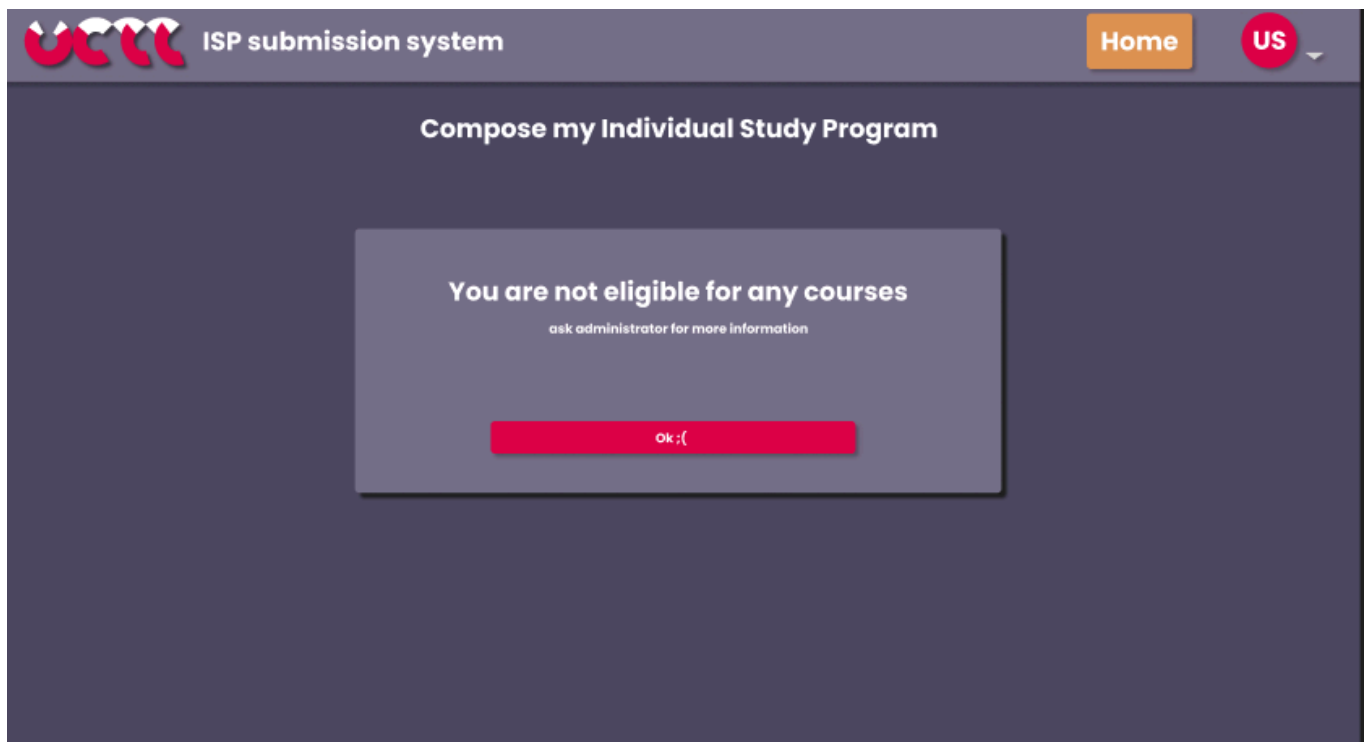 UCLL ISP submission system
Home
US
Compose my Individual Study Program
You are not eligible for any courses
ask administrator for more information
Ok ;(